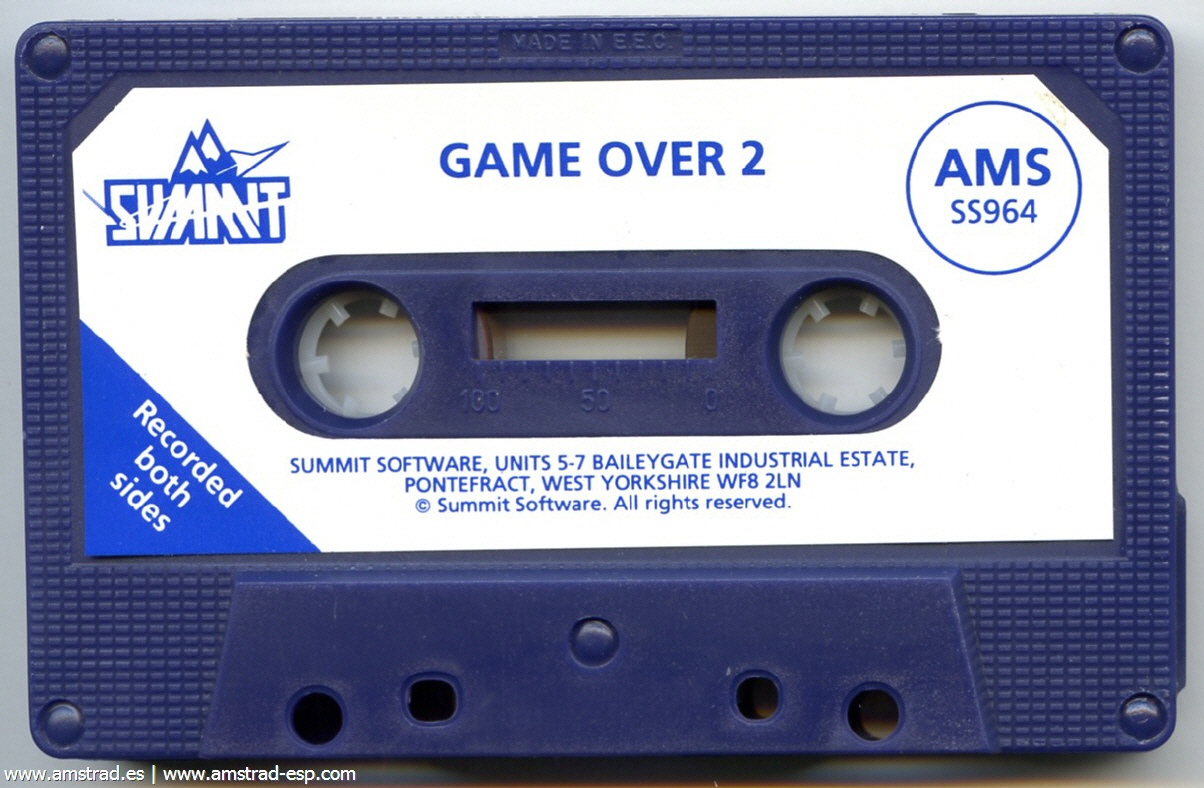 MADE IN E.E.C.
SUMMIT
GAME OVER 2
AMS
SS964
100 50 0
Recorded
both
sides
SUMMIT SOFTWARE, UNITS 5-7 BAILEYGATE INDUSTRIAL ESTATE,
PONTEFRACT, WEST YORKSHIRE WF8 2LN
© Summit Software. All rights reserved.
www.amstrad.es | www.amstrad-esp.com